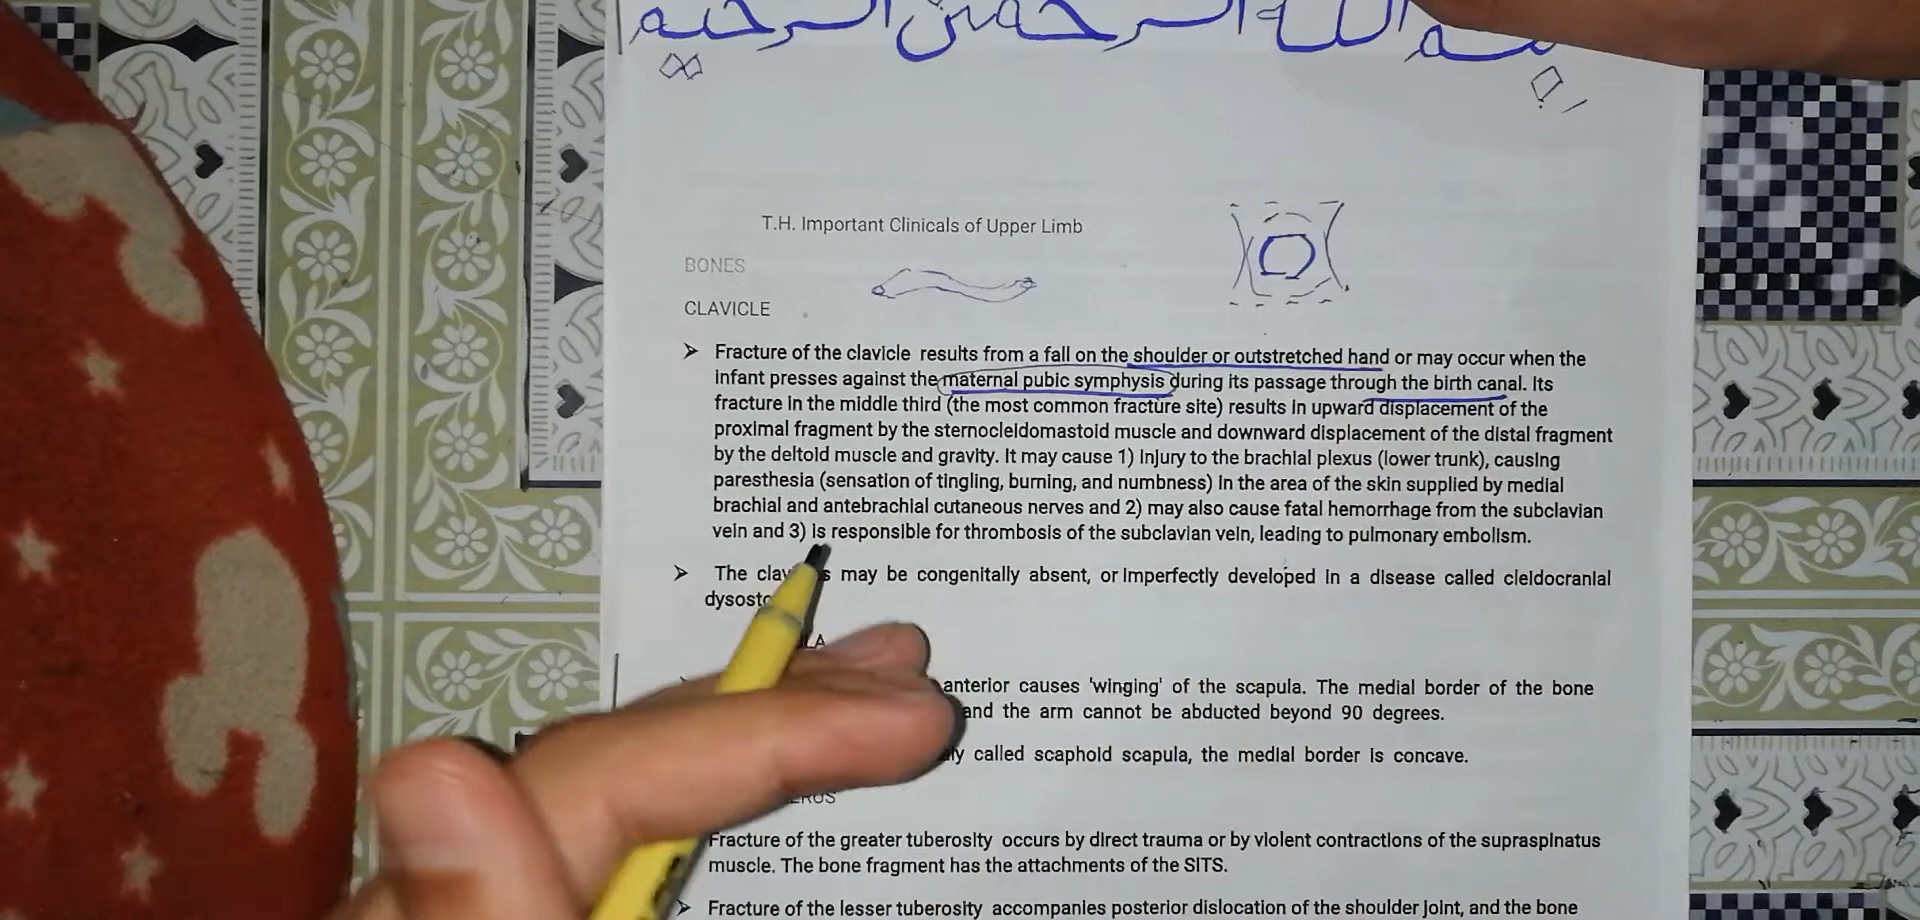 بسم الله الرحمن الرحيم
T.H. Important Clinicals of Upper Limb
BONES
CLAVICLE
➢ Fracture of the clavicle results from a fall on the shoulder or outstretched hand or may occur when the
infant presses against the maternal pubic symphysis during its passage through the birth canal. Its
fracture in the middle third (the most common fracture site) results in upward displacement of the
proximal fragment by the sternocleidomastoid muscle and downward displacement of the distal fragment
by the deltoid muscle and gravity. It may cause 1) injury to the brachial plexus (lower trunk), causing
paresthesia (sensation of tingling, burning, and numbness) in the area of the skin supplied by medial
brachial and antebrachial cutaneous nerves and 2) may also cause fatal hemorrhage from the subclavian
vein and 3) is responsible for thrombosis of the subclavian vein, leading to pulmonary embolism.
➢ The may be congenitally absent, or imperfectly developed in a disease called cleidocranial
anterior causes 'winging' of the scapula. The medial border of the bone
and the arm cannot be abducted beyond 90 degrees.
called scaphoid scapula, the medial border is concave.
Fracture of the greater tuberosity occurs by direct trauma or by violent contractions of the supraspinatus
muscle. The bone fragment has the attachments of the SITS.
➢ Fracture of the lesser tuberosity accompanies posterior dislocation of the shoulder joint, and the bone